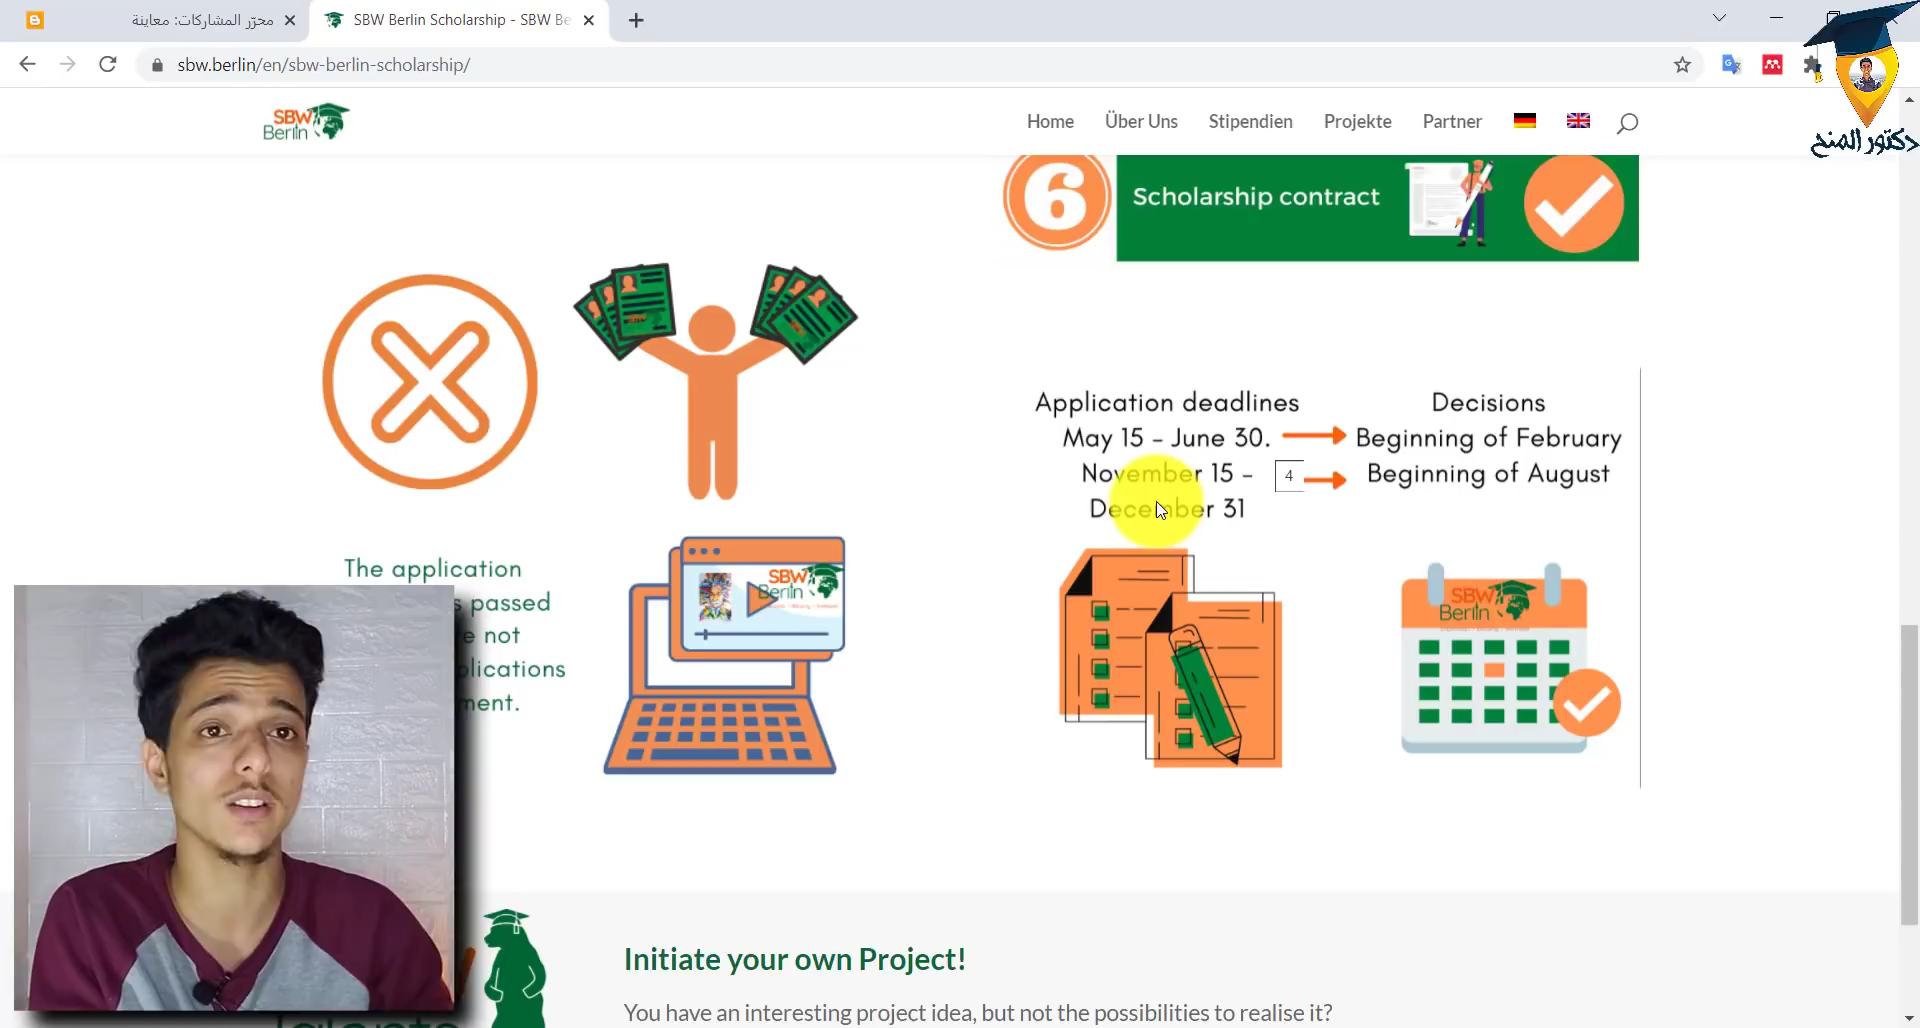 محرّر المشاركات: معاينة
SBW Berlin Scholarship - SBW Be
sbw.berlin/en/sbw-berlin-scholarship/
دكتور المنح
SBW
Berlin
Home
Über Uns
Stipendien
Projekte
Partner
6
Scholarship contract
Application deadlines
May 15 - June 30.
November 15 -
December 31
4
Decisions
Beginning of February
Beginning of August
The application
passed
not
plications
ment.
SBW
Berlin
SBW
Berlin
Initiate your own Project!
You have an interesting project idea, but not the possibilities to realise it?